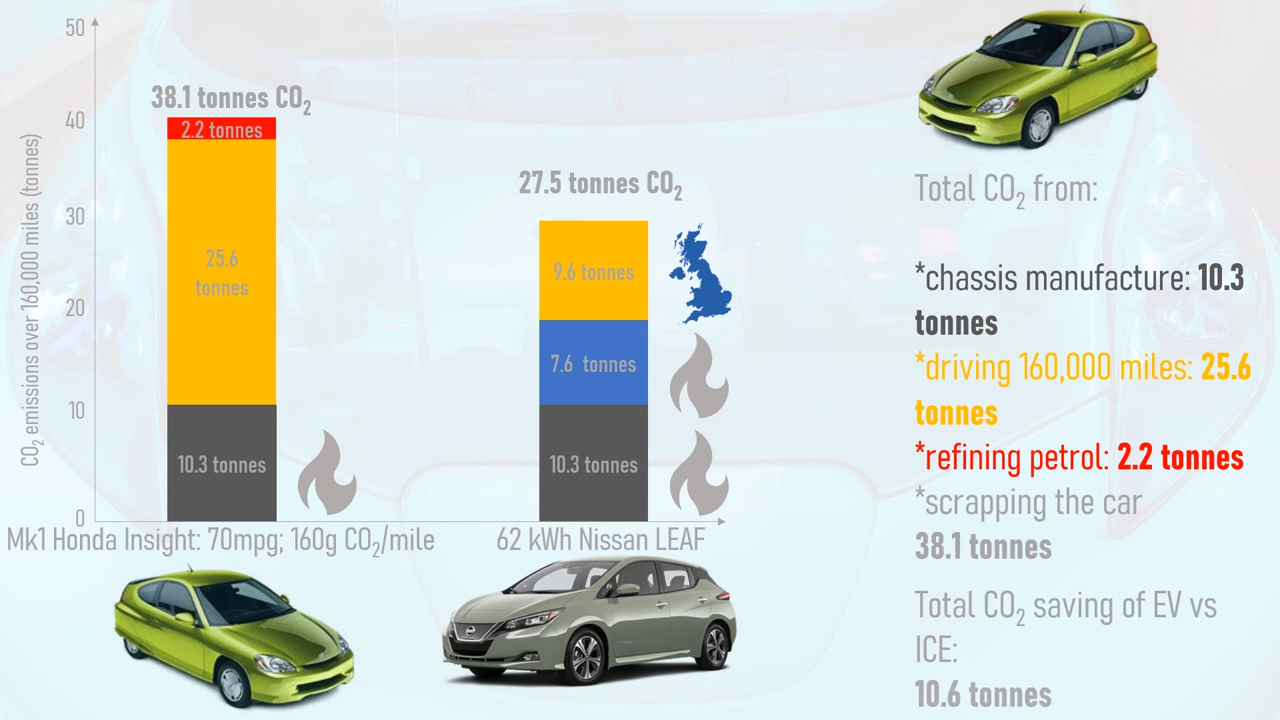 50
40
30
20
10
0
CO₂ emissions over 160,000 miles (tonnes)
38.1 tonnes CO₂
2.2 tonnes
25.6
tonnes
10.3 tonnes
27.5 tonnes CO₂
9.6 tonnes
7.6 tonnes
10.3 tonnes
Mk1 Honda Insight: 70mpg; 160g CO₂/mile
62 kWh Nissan LEAF
Total CO₂ from:
*chassis manufacture: 10.3
tonnes
*driving 160,000 miles: 25.6
tonnes
*refining petrol: 2.2 tonnes
*scrapping the car
38.1 tonnes
Total CO₂ saving of EV vs
ICE:
10.6 tonnes